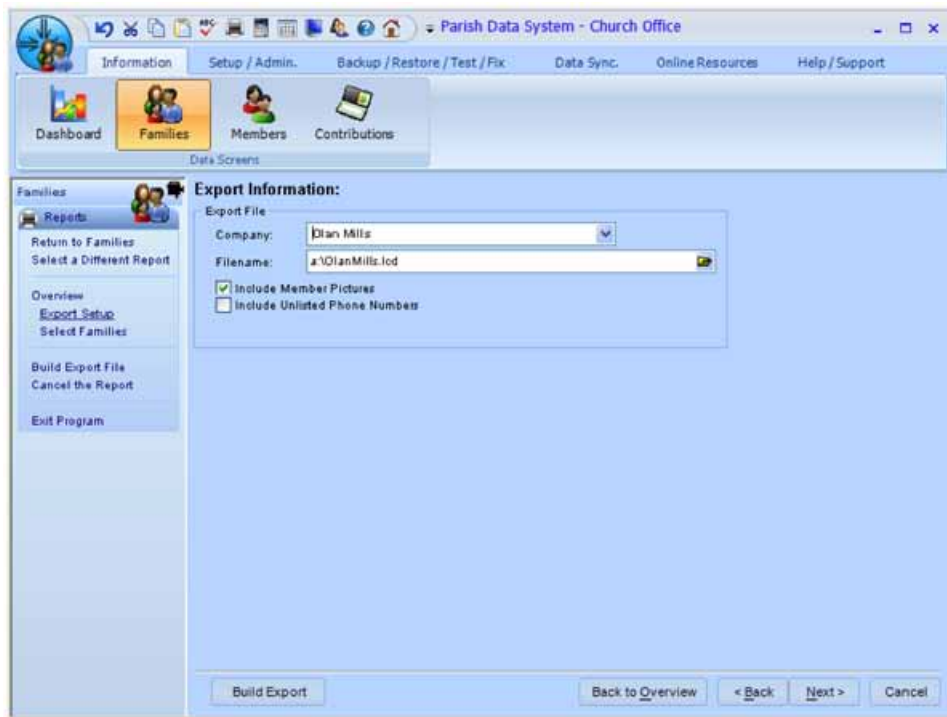 Parish Data System - Church Office
Information Setup / Admin. Backup / Restore / Test / Fix Data Sync. Online Resources Help / Support
Dashboard Families Members Contributions
Data Screens
Families
Reports
Return to Families
Select a Different Report
Overview
Export Setup
Select Families
Build Export File
Cancel the Report
Exit Program
Export Information:
Export File
Company: Olan Mills
Filename: a:\OlanMills.lcd
Include Member Pictures
Include Unlisted Phone Numbers
Build Export Back to Overview < Back Next > Cancel